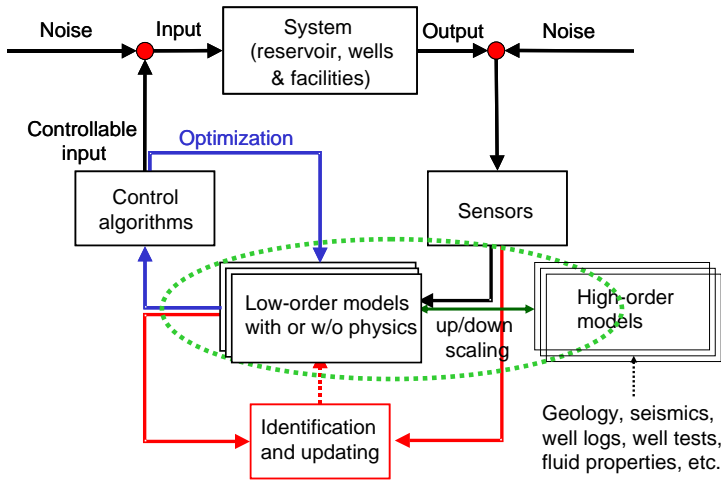 Noise
Input
System
(reservoir, wells
& facilities)
Output
Noise
Controllable
input
Optimization
Control
algorithms
Sensors
Low-order models
with or w/o physics
up/down
scaling
High-order
models
Identification
and updating
Geology, seismics,
well logs, well tests,
fluid properties, etc.